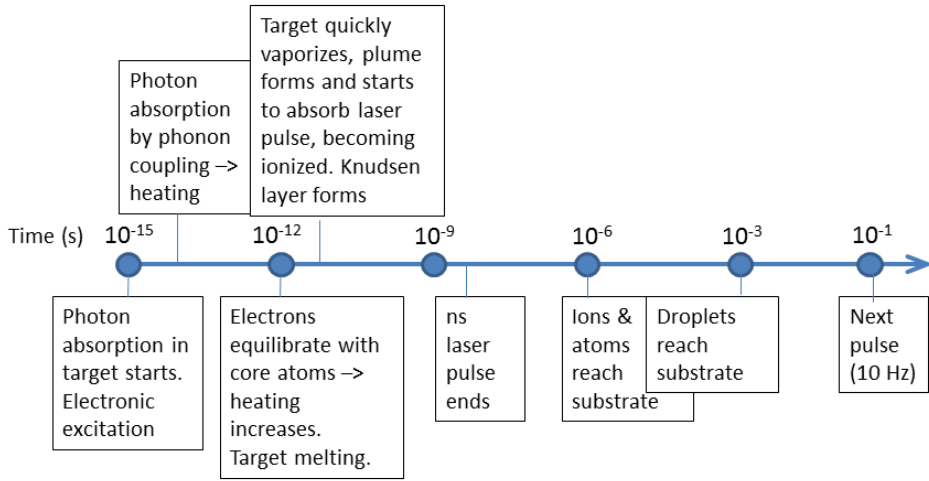 Photon
absorption
by phonon
coupling –>
heating
Target quickly
vaporizes, plume
forms and starts
to absorb laser
pulse, becoming
ionized. Knudsen
layer forms
Time (s) 10⁻¹⁵ 10⁻¹² 10⁻⁹ 10⁻⁶ 10⁻³ 10⁻¹
Photon
absorption in
target starts.
Electronic
excitation
Electrons
equilibrate with
core atoms –>
heating
increases.
Target melting.
ns
laser
pulse
ends
Ions &
atoms
reach
substrate
Droplets
reach
substrate
Next
pulse
(10 Hz)